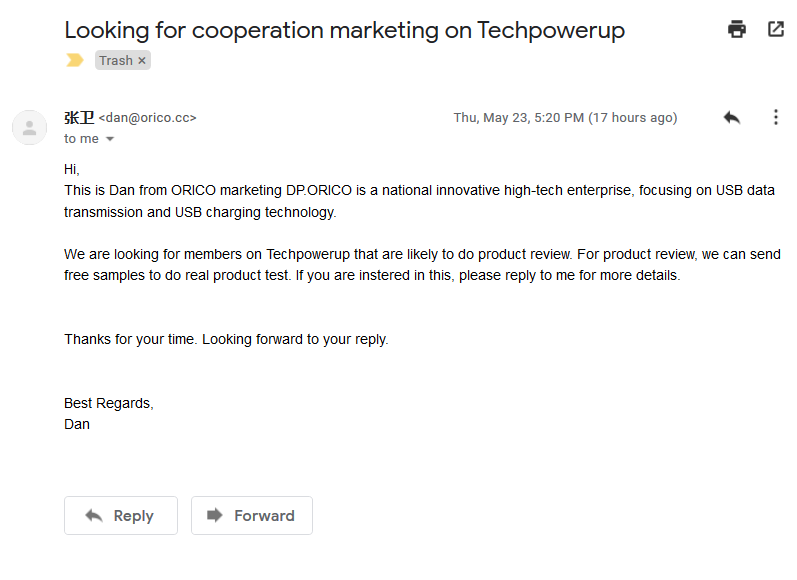 Looking for cooperation marketing on Techpowerup
Trash ×
张卫 <dan@orico.cc>
Thu, May 23, 5:20 PM (17 hours ago)
to me
Hi,
This is Dan from ORICO marketing DP.ORICO is a national innovative high-tech enterprise, focusing on USB data
transmission and USB charging technology.
We are looking for members on Techpowerup that are likely to do product review. For product review, we can send
free samples to do real product test. If you are instered in this, please reply to me for more details.
Thanks for your time. Looking forward to your reply.
Best Regards,
Dan
Reply
Forward